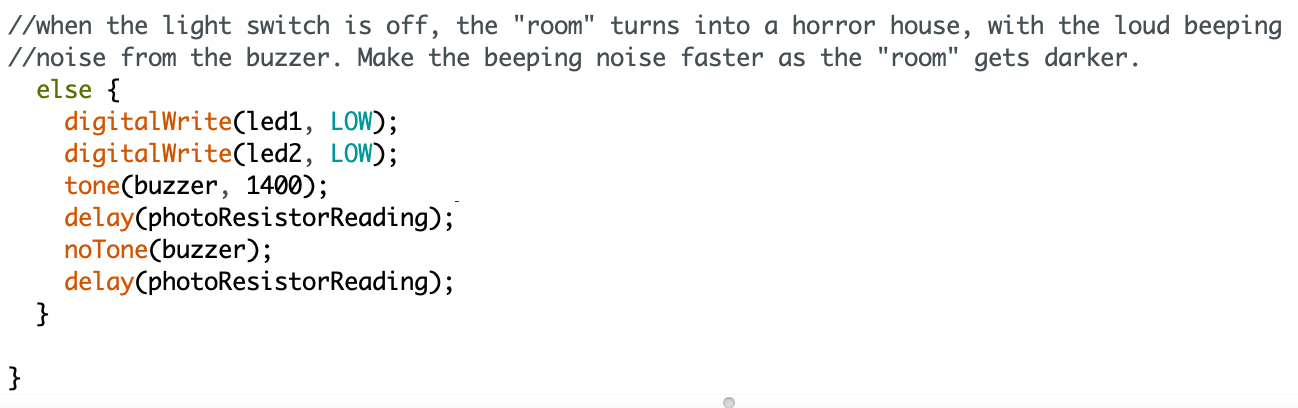 //when the light switch is off, the "room" turns into a horror house, with the loud beeping
//noise from the buzzer. Make the beeping noise faster as the "room" gets darker.
  else {
    digitalWrite(led1, LOW);
    digitalWrite(led2, LOW);
    tone(buzzer, 1400);
    delay(photoResistorReading);
    noTone(buzzer);
    delay(photoResistorReading);
  }

}